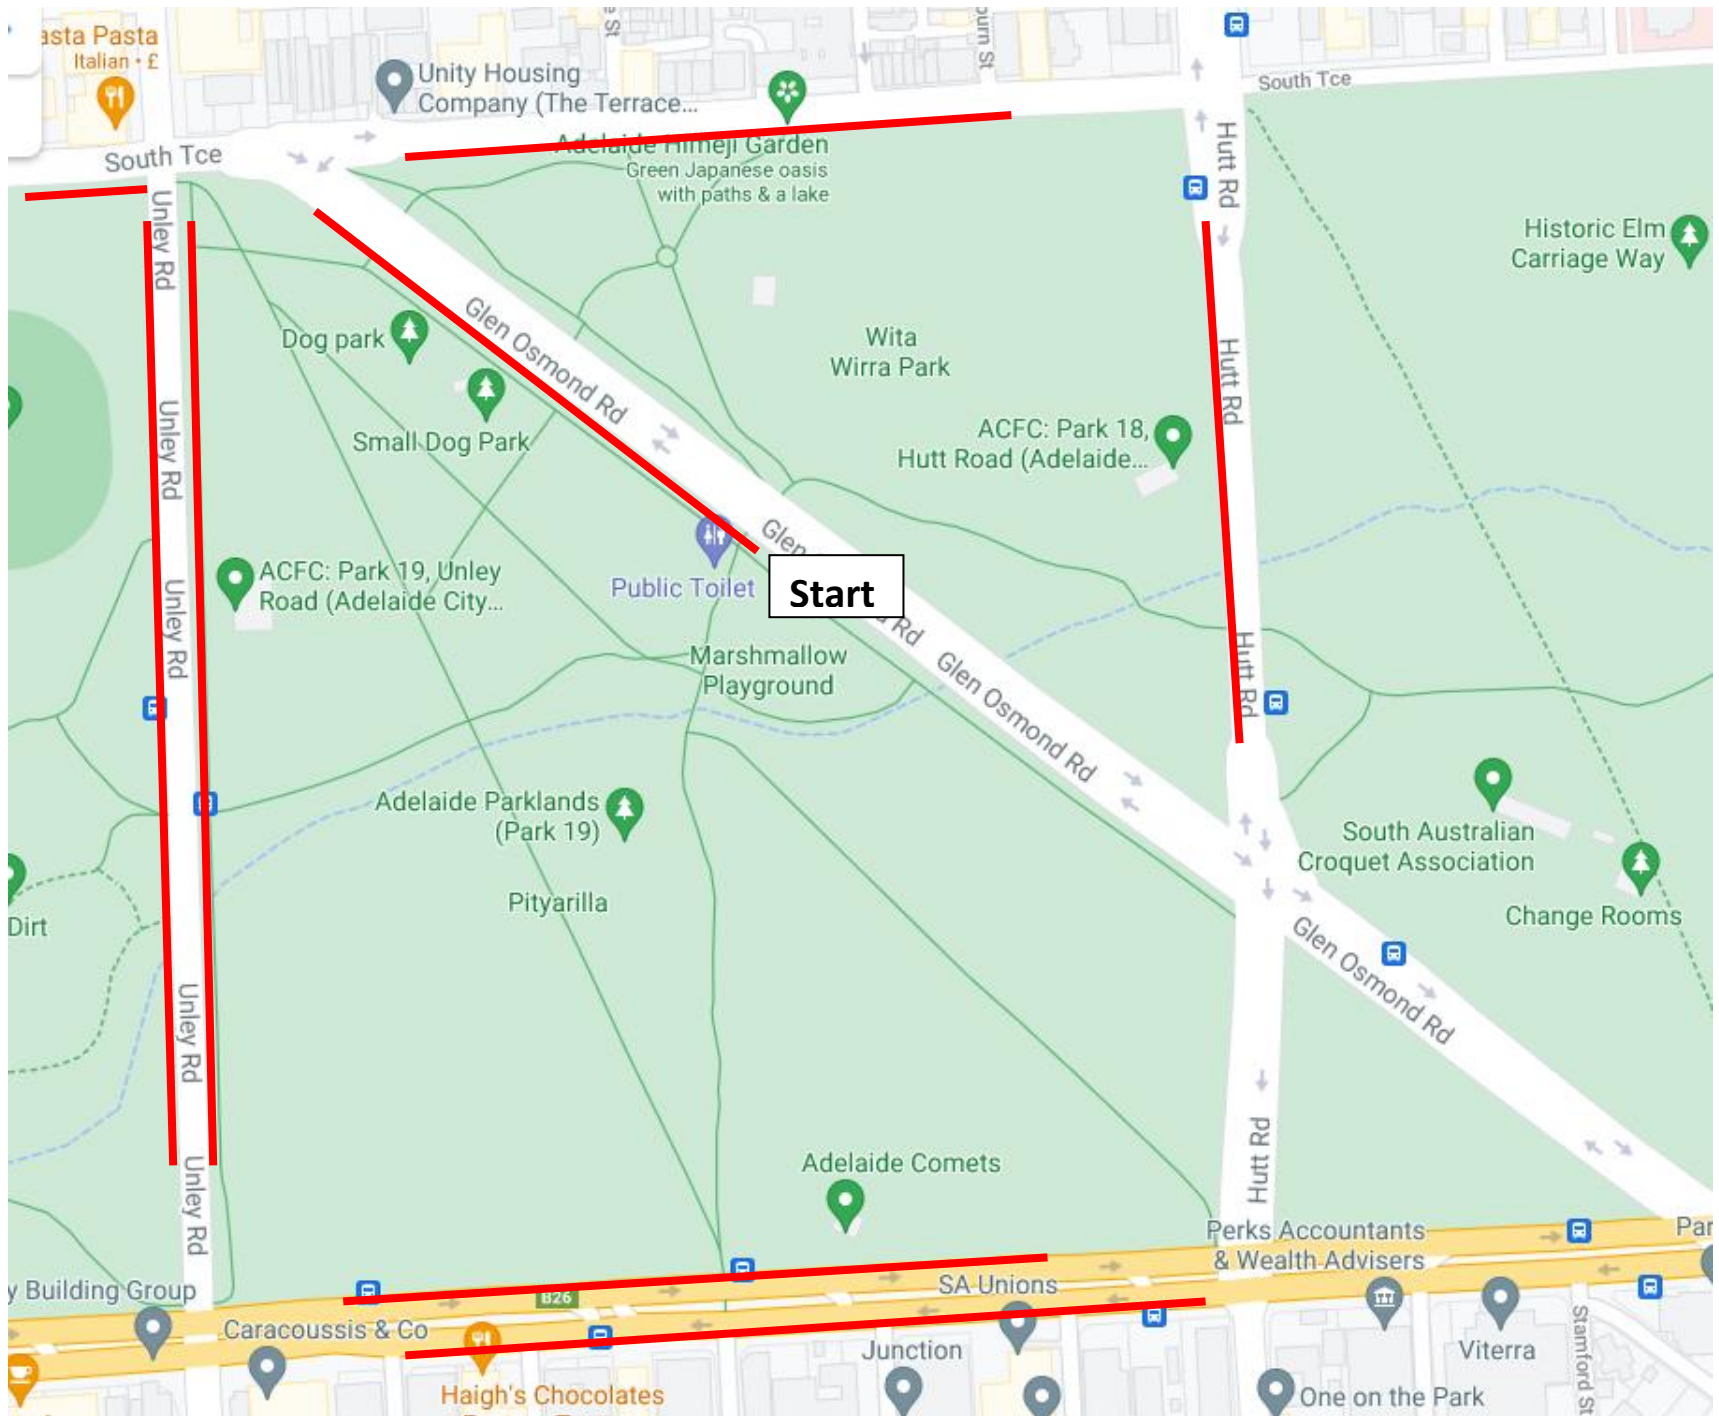 asta Pasta
Italian • £
Unity Housing
Company (The Terrace...
South Tce
South Tce
Adelaide Himeji Garden
Green Japanese oasis
with paths & a lake
Hutt Rd
Unley Rd
Historic Elm
Carriage Way
Glen Osmond Rd
Dog park
Wita
Wirra Park
Hutt Rd
Unley Rd
Small Dog Park
ACFC: Park 18,
Hutt Road (Adelaide...
ACFC: Park 19, Unley
Road (Adelaide City...
Public Toilet
Start
Unley Rd
Marshmallow
Playground
Glen Osmond Rd
Hutt Rd
Adelaide Parklands
(Park 19)
South Australian
Croquet Association
Pityarilla
Change Rooms
Dirt
Glen Osmond Rd
Unley Rd
Adelaide Comets
Hutt Rd
Unley Rd
Perks Accountants
& Wealth Advisers
Par
y Building Group
B26
SA Unions
Caracoussis & Co
Junction
Viterra
Stamford St
Haigh's Chocolates
One on the Park